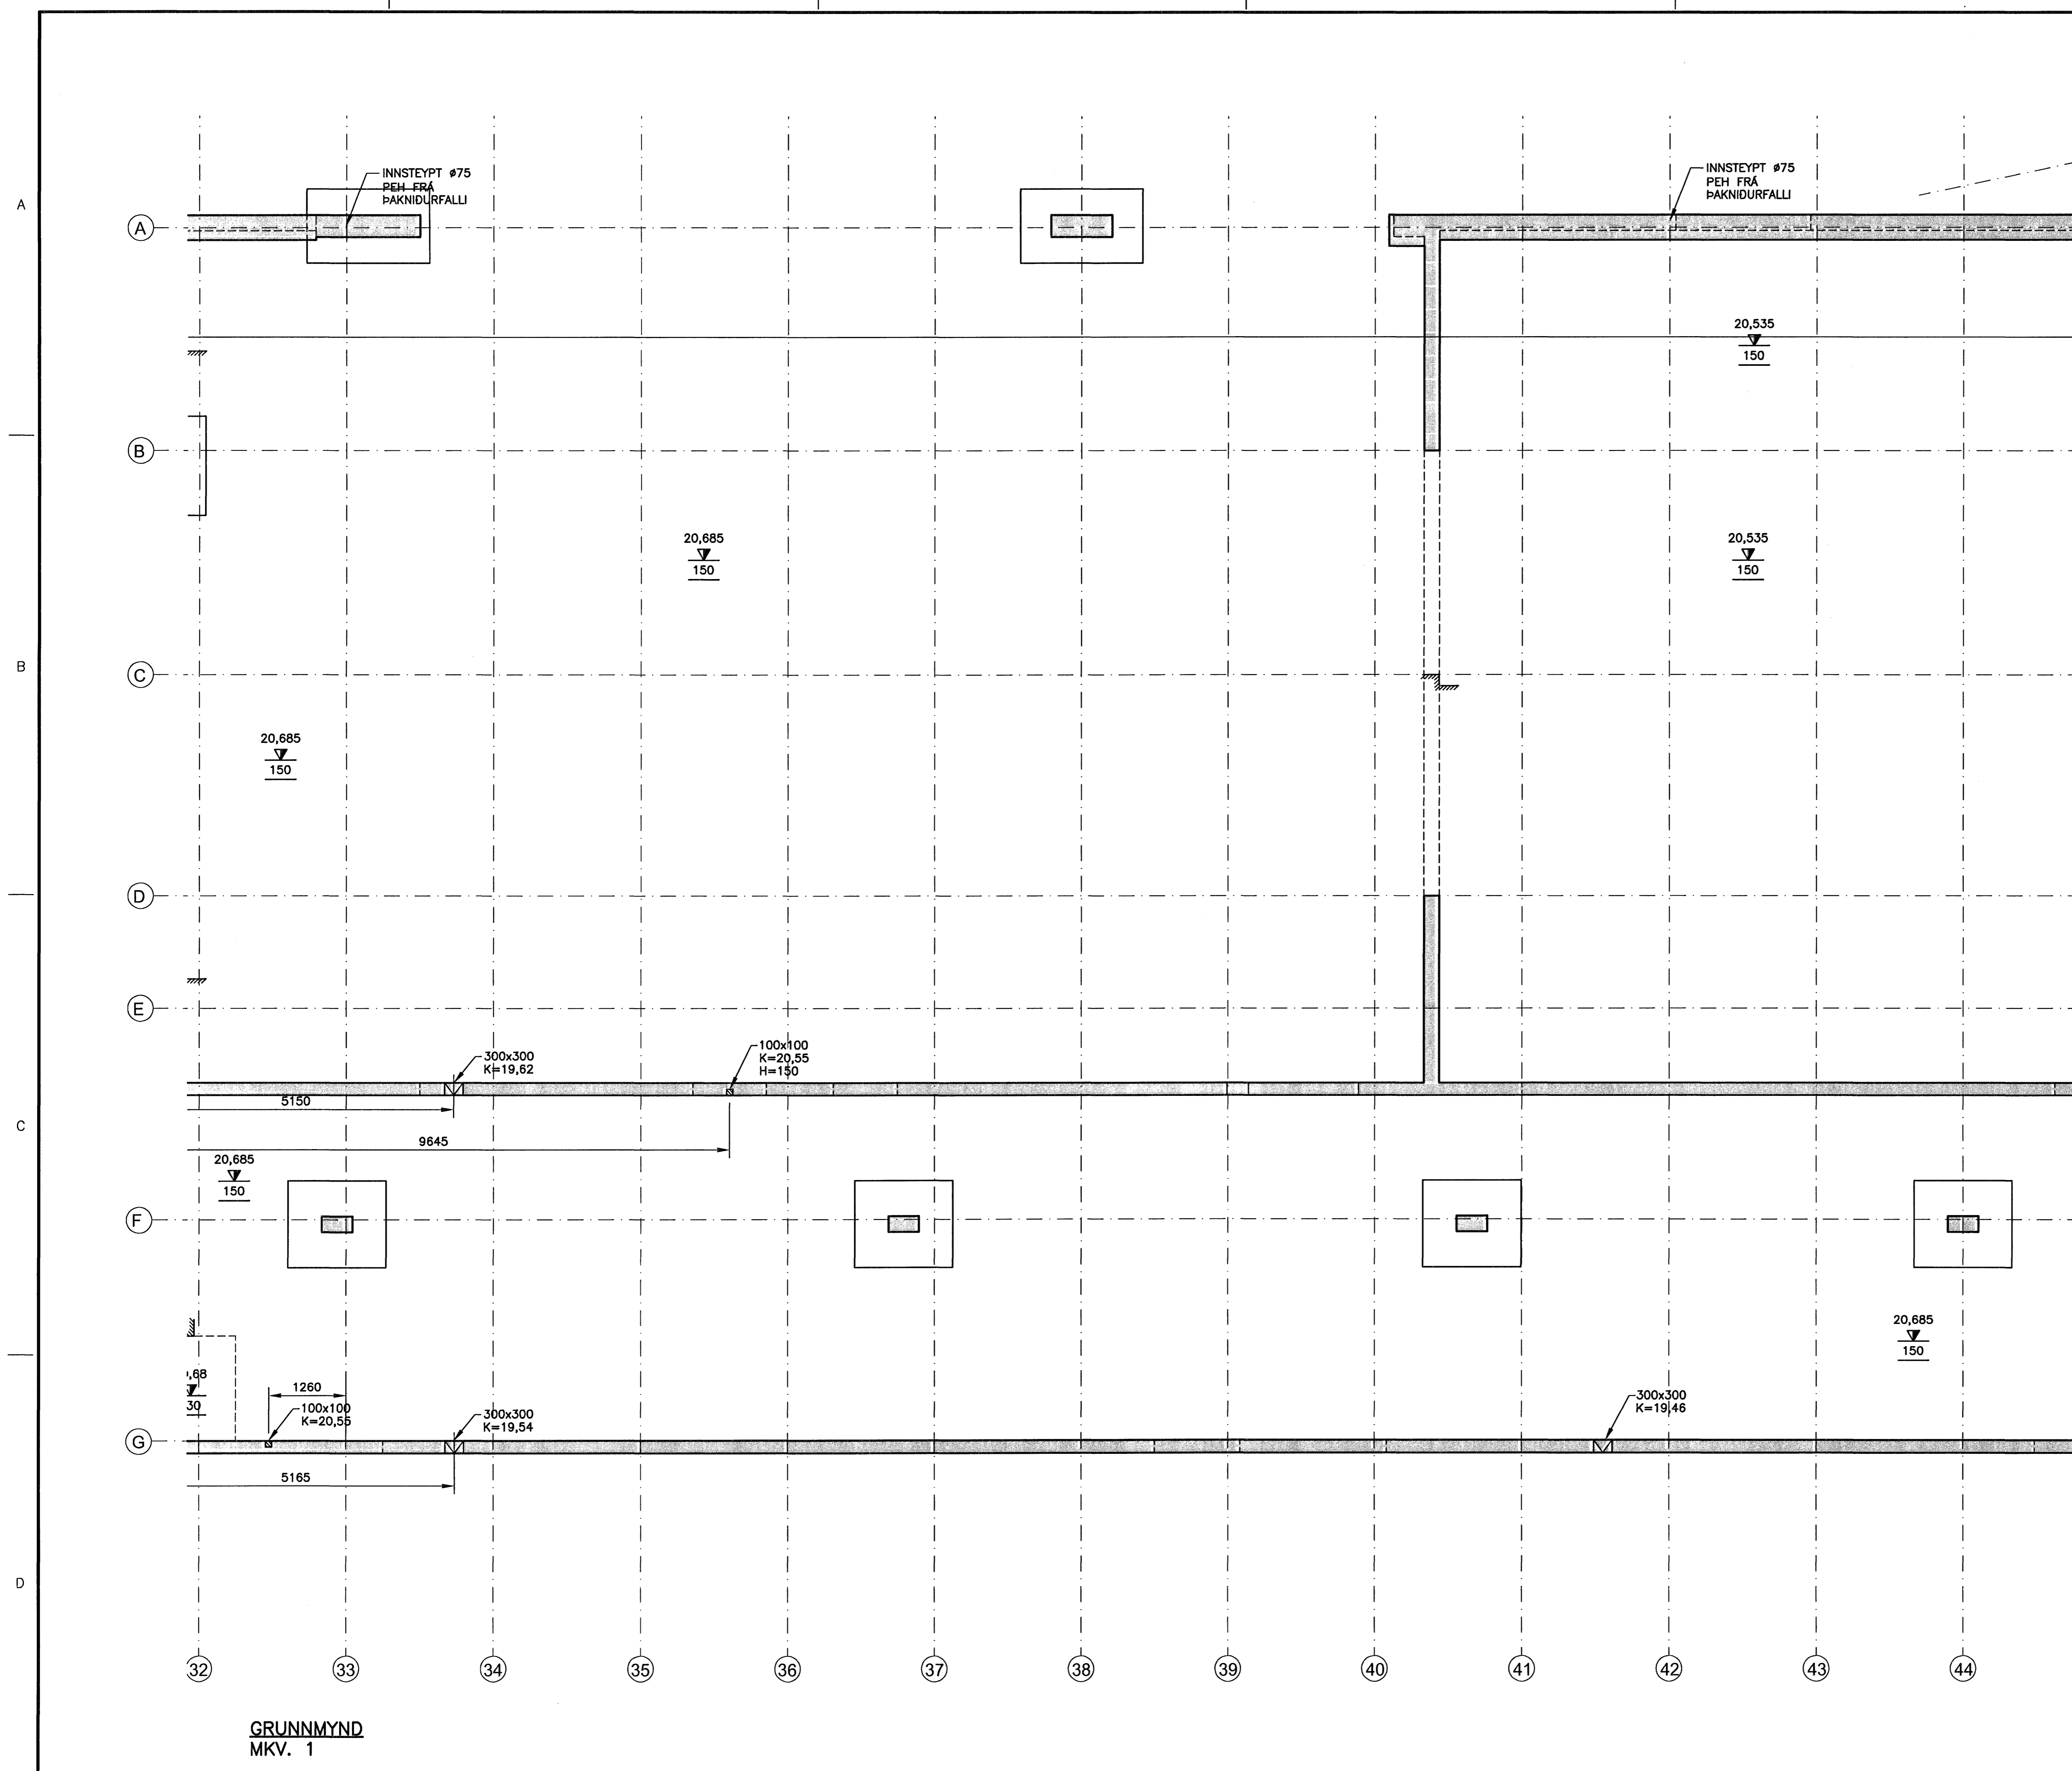 INNSTEYPT ø75
PEH FRÁ
ÞAKNIÐURFALLI
INNSTEYPT ø75
PEH FRÁ
ÞAKNIÐURFALLI
A
A
20,535
150
B
20,685
150
20,535
150
B
C
20,685
150
D
E
300x300
K=19,62
100x100
K=20,55
H=150
5150
C
9645
20,685
150
F
20,685
150
,68
30
1260
100x100
K=20,55
300x300
K=19,54
300x300
K=19,46
G
5165
D
32 33 34 35 36 37 38 39 40 41 42 43 44
GRUNNMYND
MKV. 1